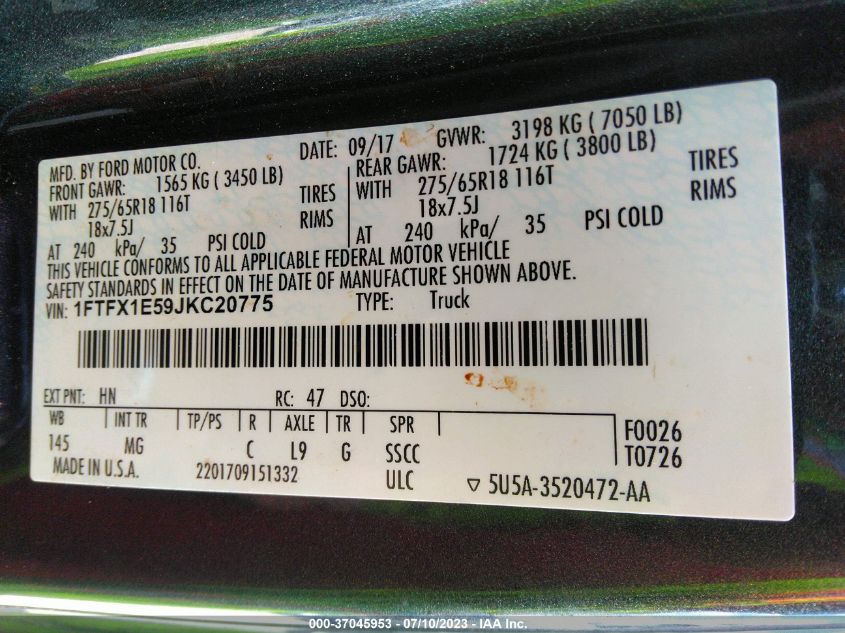 MFD. BY FORD MOTOR CO. DATE: 09/17 GVWR: 3198 KG ( 7050 LB)
FRONT GAWR: 1565 KG ( 3450 LB) REAR GAWR: 1724 KG ( 3800 LB)
WITH 275/65R18 116T TIRES WITH 275/65R18 116T TIRES
18x7.5J RIMS 18x7.5J RIMS
AT 240 kPa/ 35 PSI COLD AT 240 kPa/ 35 PSI COLD
THIS VEHICLE CONFORMS TO ALL APPLICABLE FEDERAL MOTOR VEHICLE
SAFETY STANDARDS IN EFFECT ON THE DATE OF MANUFACTURE SHOWN ABOVE.
VIN: 1FTFX1E59JKC20775 TYPE: Truck
EXT PNT: HN RC: 47 DSO:
WB INT TR TP/PS R AXLE TR SPR F0026
145 MG C L9 G SSCC T0726
MADE IN U.S.A. 2201709151332 ULC ▽ 5U5A-3520472-AA
000-37045953 - 07/10/2023 - IAA Inc.